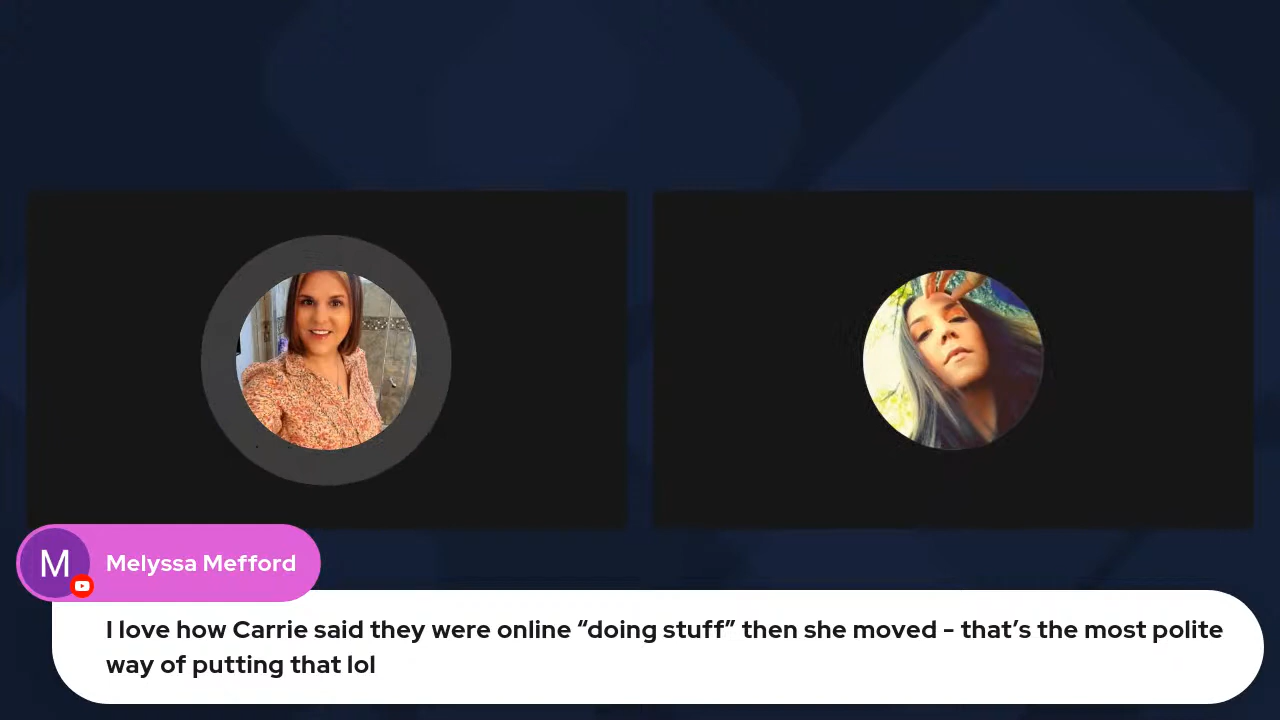 M
Melyssa Mefford
I love how Carrie said they were online “doing stuff” then she moved - that’s the most polite
way of putting that lol